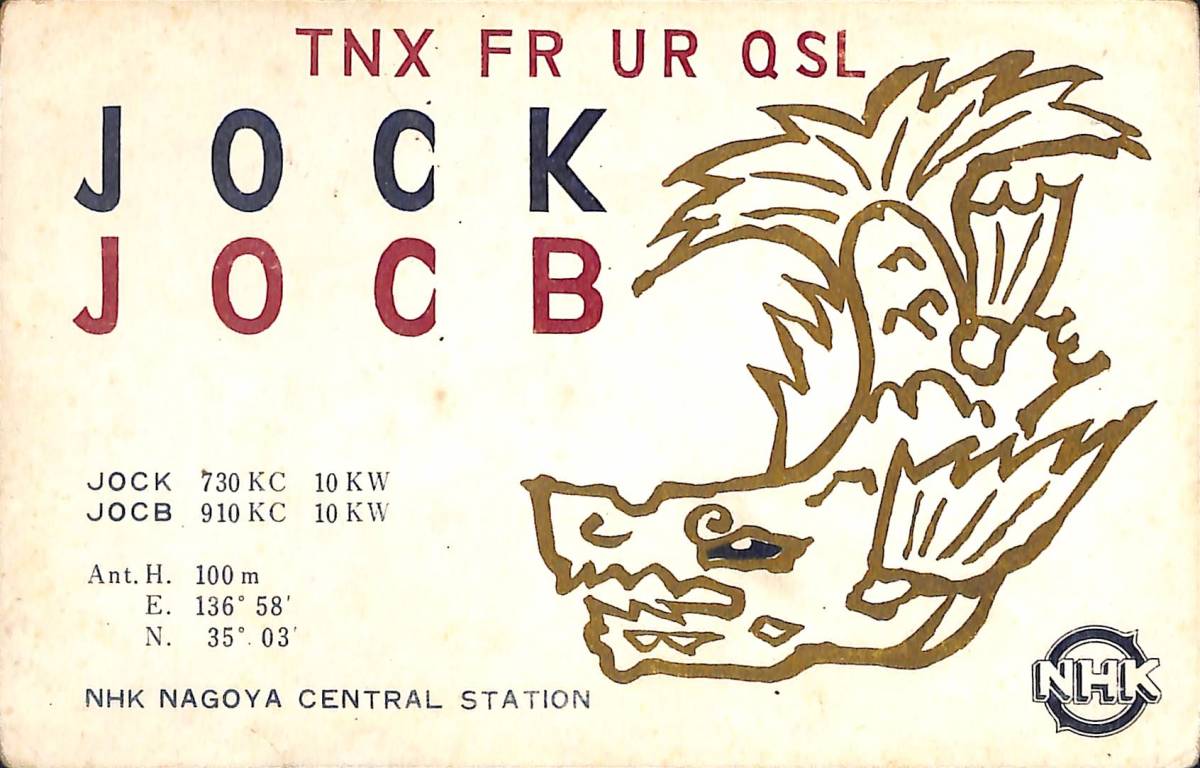 TNX FR UR QSL
JOCK
JOCB
JOCK 730 KC 10 KW
JOCB 910 KC 10 KW
Ant. H. 100 m
E. 136° 58'
N. 35° 03'
NHK NAGOYA CENTRAL STATION
NHK